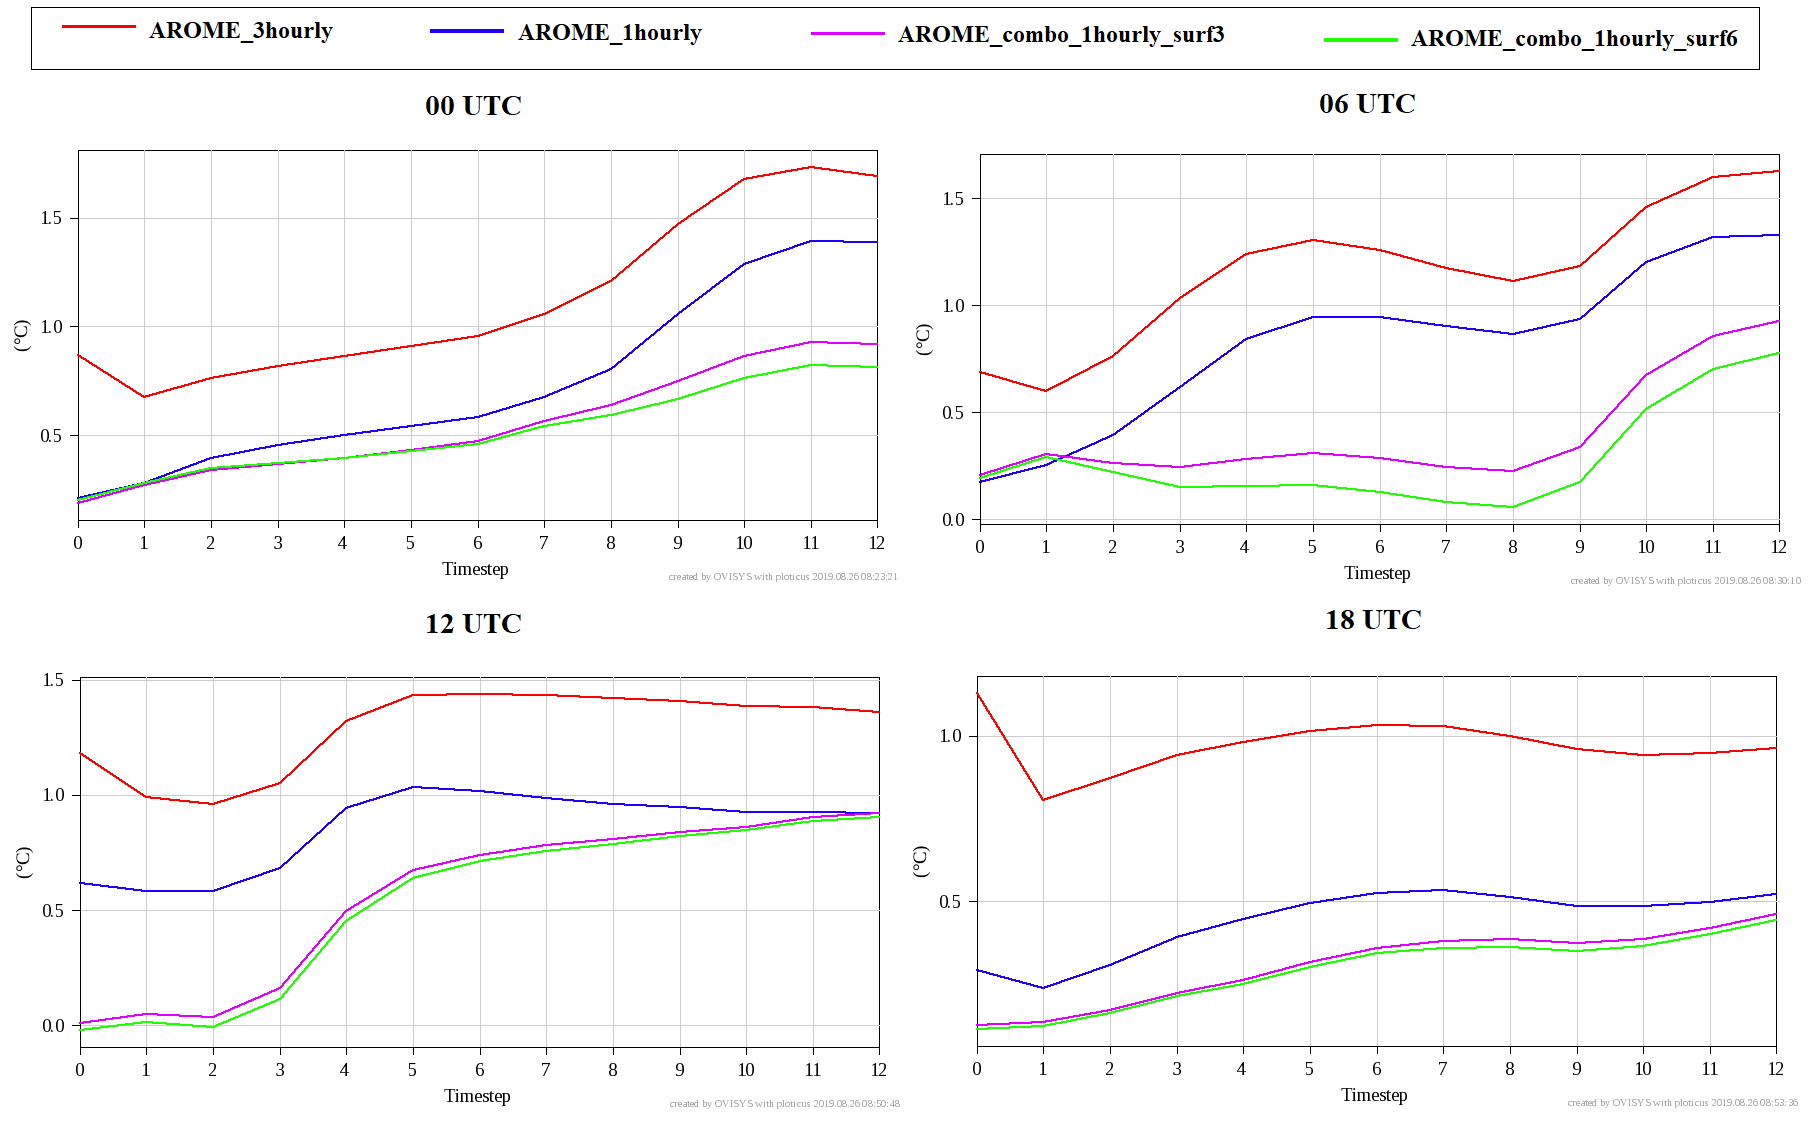 AROME_3hourly AROME_1hourly AROME_combo_1hourly_surf3 AROME_combo_1hourly_surf6
00 UTC
1.5
1.0
0.5
(°C)
0 1 2 3 4 5 6 7 8 9 10 11 12
Timestep
created by OVISYS with ploticus 2019.08.26 08:23:21
06 UTC
1.5
1.0
0.5
0.0
(°C)
0 1 2 3 4 5 6 7 8 9 10 11 12
Timestep
created by OVISYS with ploticus 2019.08.26 08:30:10
12 UTC
1.5
1.0
0.5
0.0
(°C)
0 1 2 3 4 5 6 7 8 9 10 11 12
Timestep
created by OVISYS with ploticus 2019.08.26 08:50:48
18 UTC
1.0
0.5
(°C)
0 1 2 3 4 5 6 7 8 9 10 11 12
Timestep
created by OVISYS with ploticus 2019.08.26 08:53:36